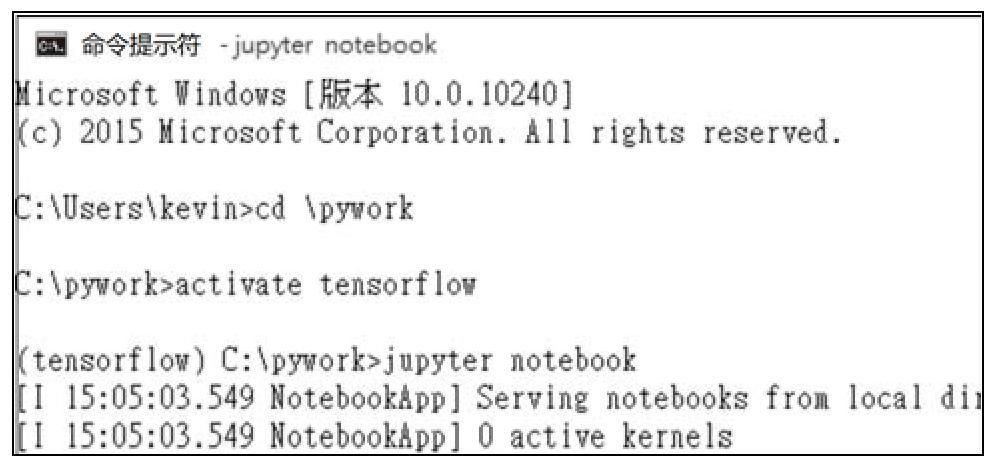 命令提示符 - jupyter notebook
Microsoft Windows [版本 10.0.10240]
(c) 2015 Microsoft Corporation. All rights reserved.
C:\Users\kevin>cd \pywork
C:\pywork>activate tensorflow
(tensorflow) C:\pywork>jupyter notebook
[I 15:05:03.549 NotebookApp] Serving notebooks from local dir
[I 15:05:03.549 NotebookApp] 0 active kernels